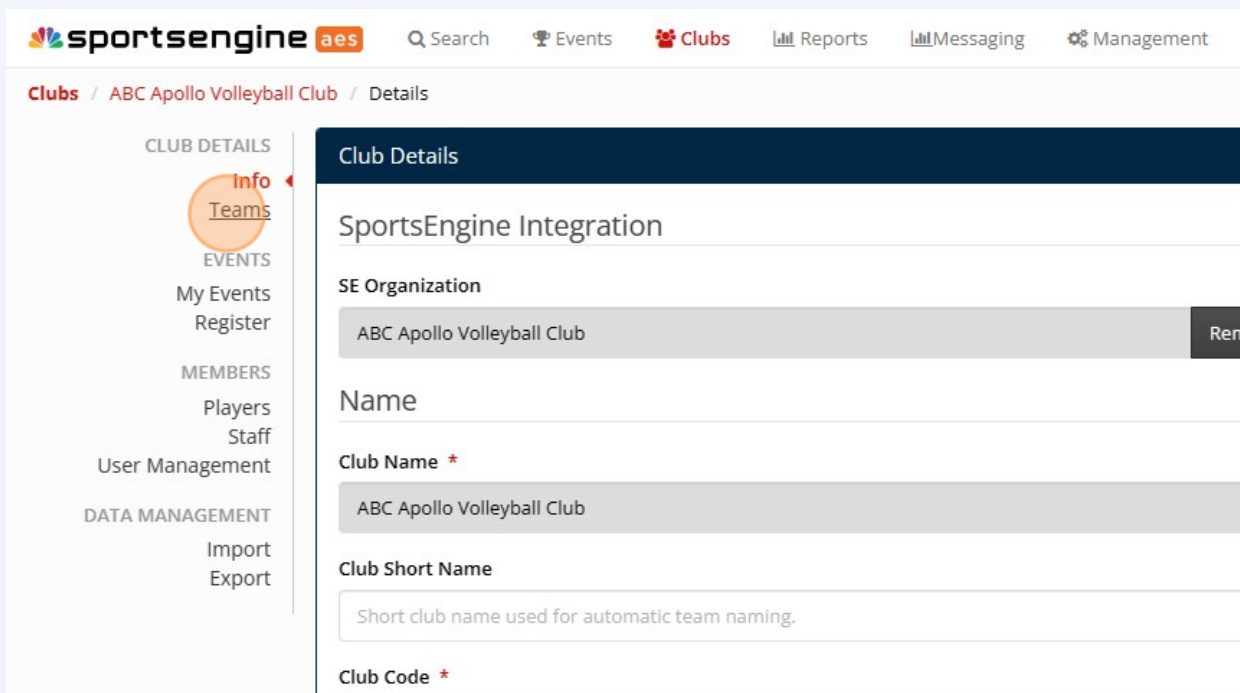 sportsengine aes Search Events Clubs Reports Messaging Management
Clubs / ABC Apollo Volleyball Club / Details
CLUB DETAILS
Info
Teams
EVENTS
My Events
Register
MEMBERS
Players
Staff
User Management
DATA MANAGEMENT
Import
Export
Club Details
SportsEngine Integration
SE Organization
ABC Apollo Volleyball Club
Name
Club Name *
ABC Apollo Volleyball Club
Club Short Name
Short club name used for automatic team naming.
Club Code *